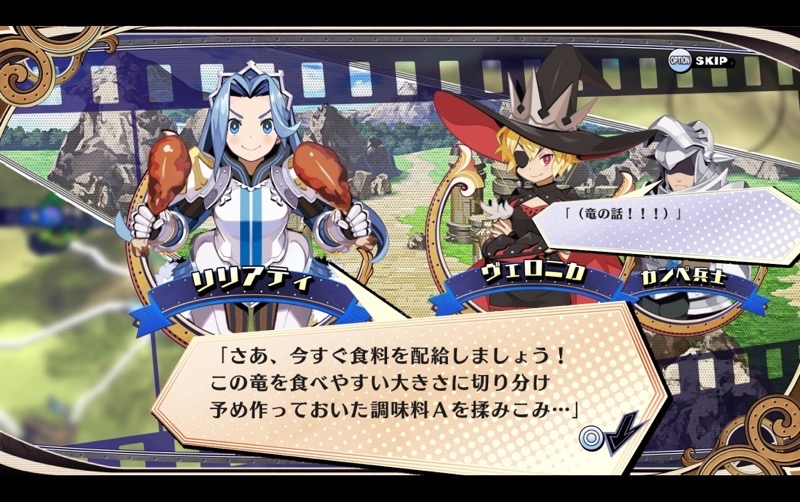 OPTION SKIP
「(竜の話!!!)」
リリアティ
ヴェロニカ
カンペ兵士
「さあ、今すぐ食料を配給しましょう!
この竜を食べやすい大きさに切り分け
予め作っておいた調味料Aを揉みこみ…」